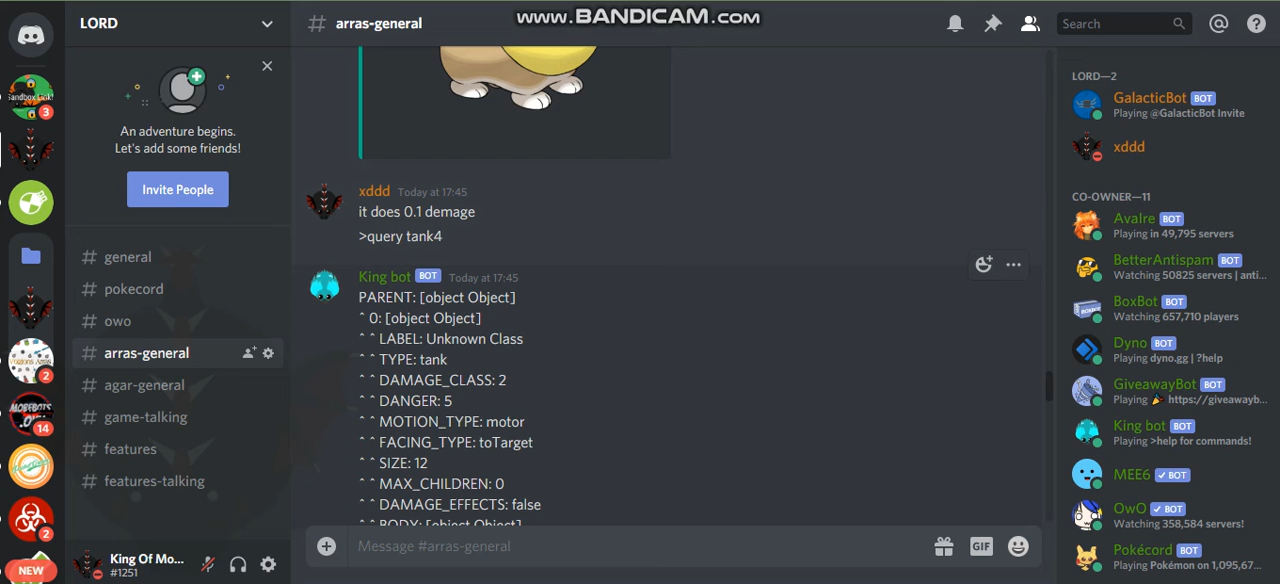 www.BANDICAM.com
LORD
# arras-general
Search
An adventure begins.
Let's add some friends!
Invite People
# general
# pokecord
# owo
# arras-general
# agar-general
# game-talking
# features
# features-talking
King Of Mo...
#1251
3
2
14
2
NEW
xddd Today at 17:45
it does 0.1 demage
>query tank4
King bot BOT Today at 17:45
PARENT: [object Object]
^ 0: [object Object]
^ ^ LABEL: Unknown Class
^ ^ TYPE: tank
^ ^ DAMAGE_CLASS: 2
^ ^ DANGER: 5
^ ^ MOTION_TYPE: motor
^ ^ FACING_TYPE: toTarget
^ ^ SIZE: 12
^ ^ MAX_CHILDREN: 0
^ ^ DAMAGE_EFFECTS: false
^ ^ BODY: [object Object]
Message #arras-general
GIF
LORD—2
GalacticBot BOT
Playing @GalacticBot Invite
xddd
CO-OWNER—11
Avalre BOT
Playing in 49,795 servers
BetterAntispam BOT
Watching 50825 servers | anti...
BoxBot BOT
Playing 657,710 players
Dyno BOT
Playing dyno.gg | ?help
GiveawayBot BOT
Playing 🎉 https://giveawayb...
King bot BOT
Playing >help for commands!
MEE6 ✓BOT
OwO ✓BOT
Watching 358,584 servers!
Pokécord BOT
Playing Pokémon on 1,095,67...